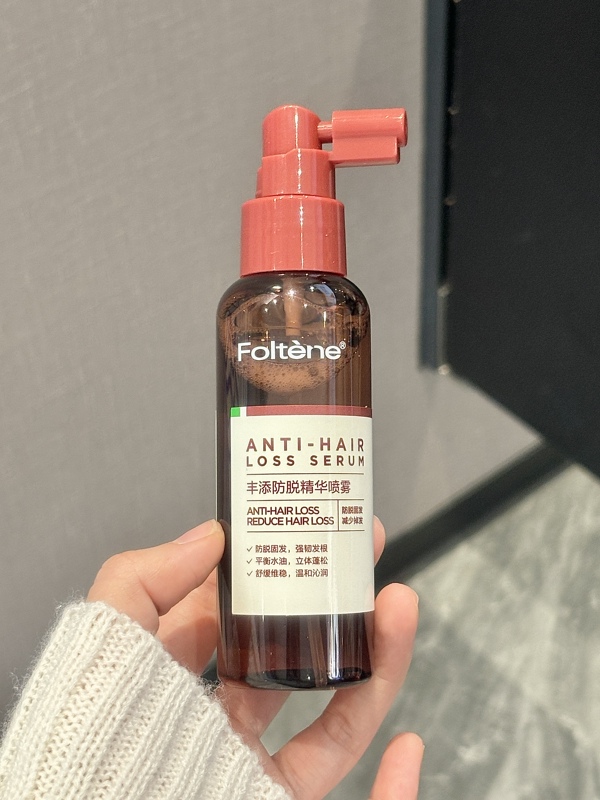 Foltène®
ANTI-HAIR
LOSS SERUM
丰添防脱精华喷雾
ANTI-HAIR LOSS
REDUCE HAIR LOSS
防脱固发
减少掉发
✓ 防脱固发，强韧发根
✓ 平衡水油，立体蓬松
✓ 舒缓维稳，温和沁润